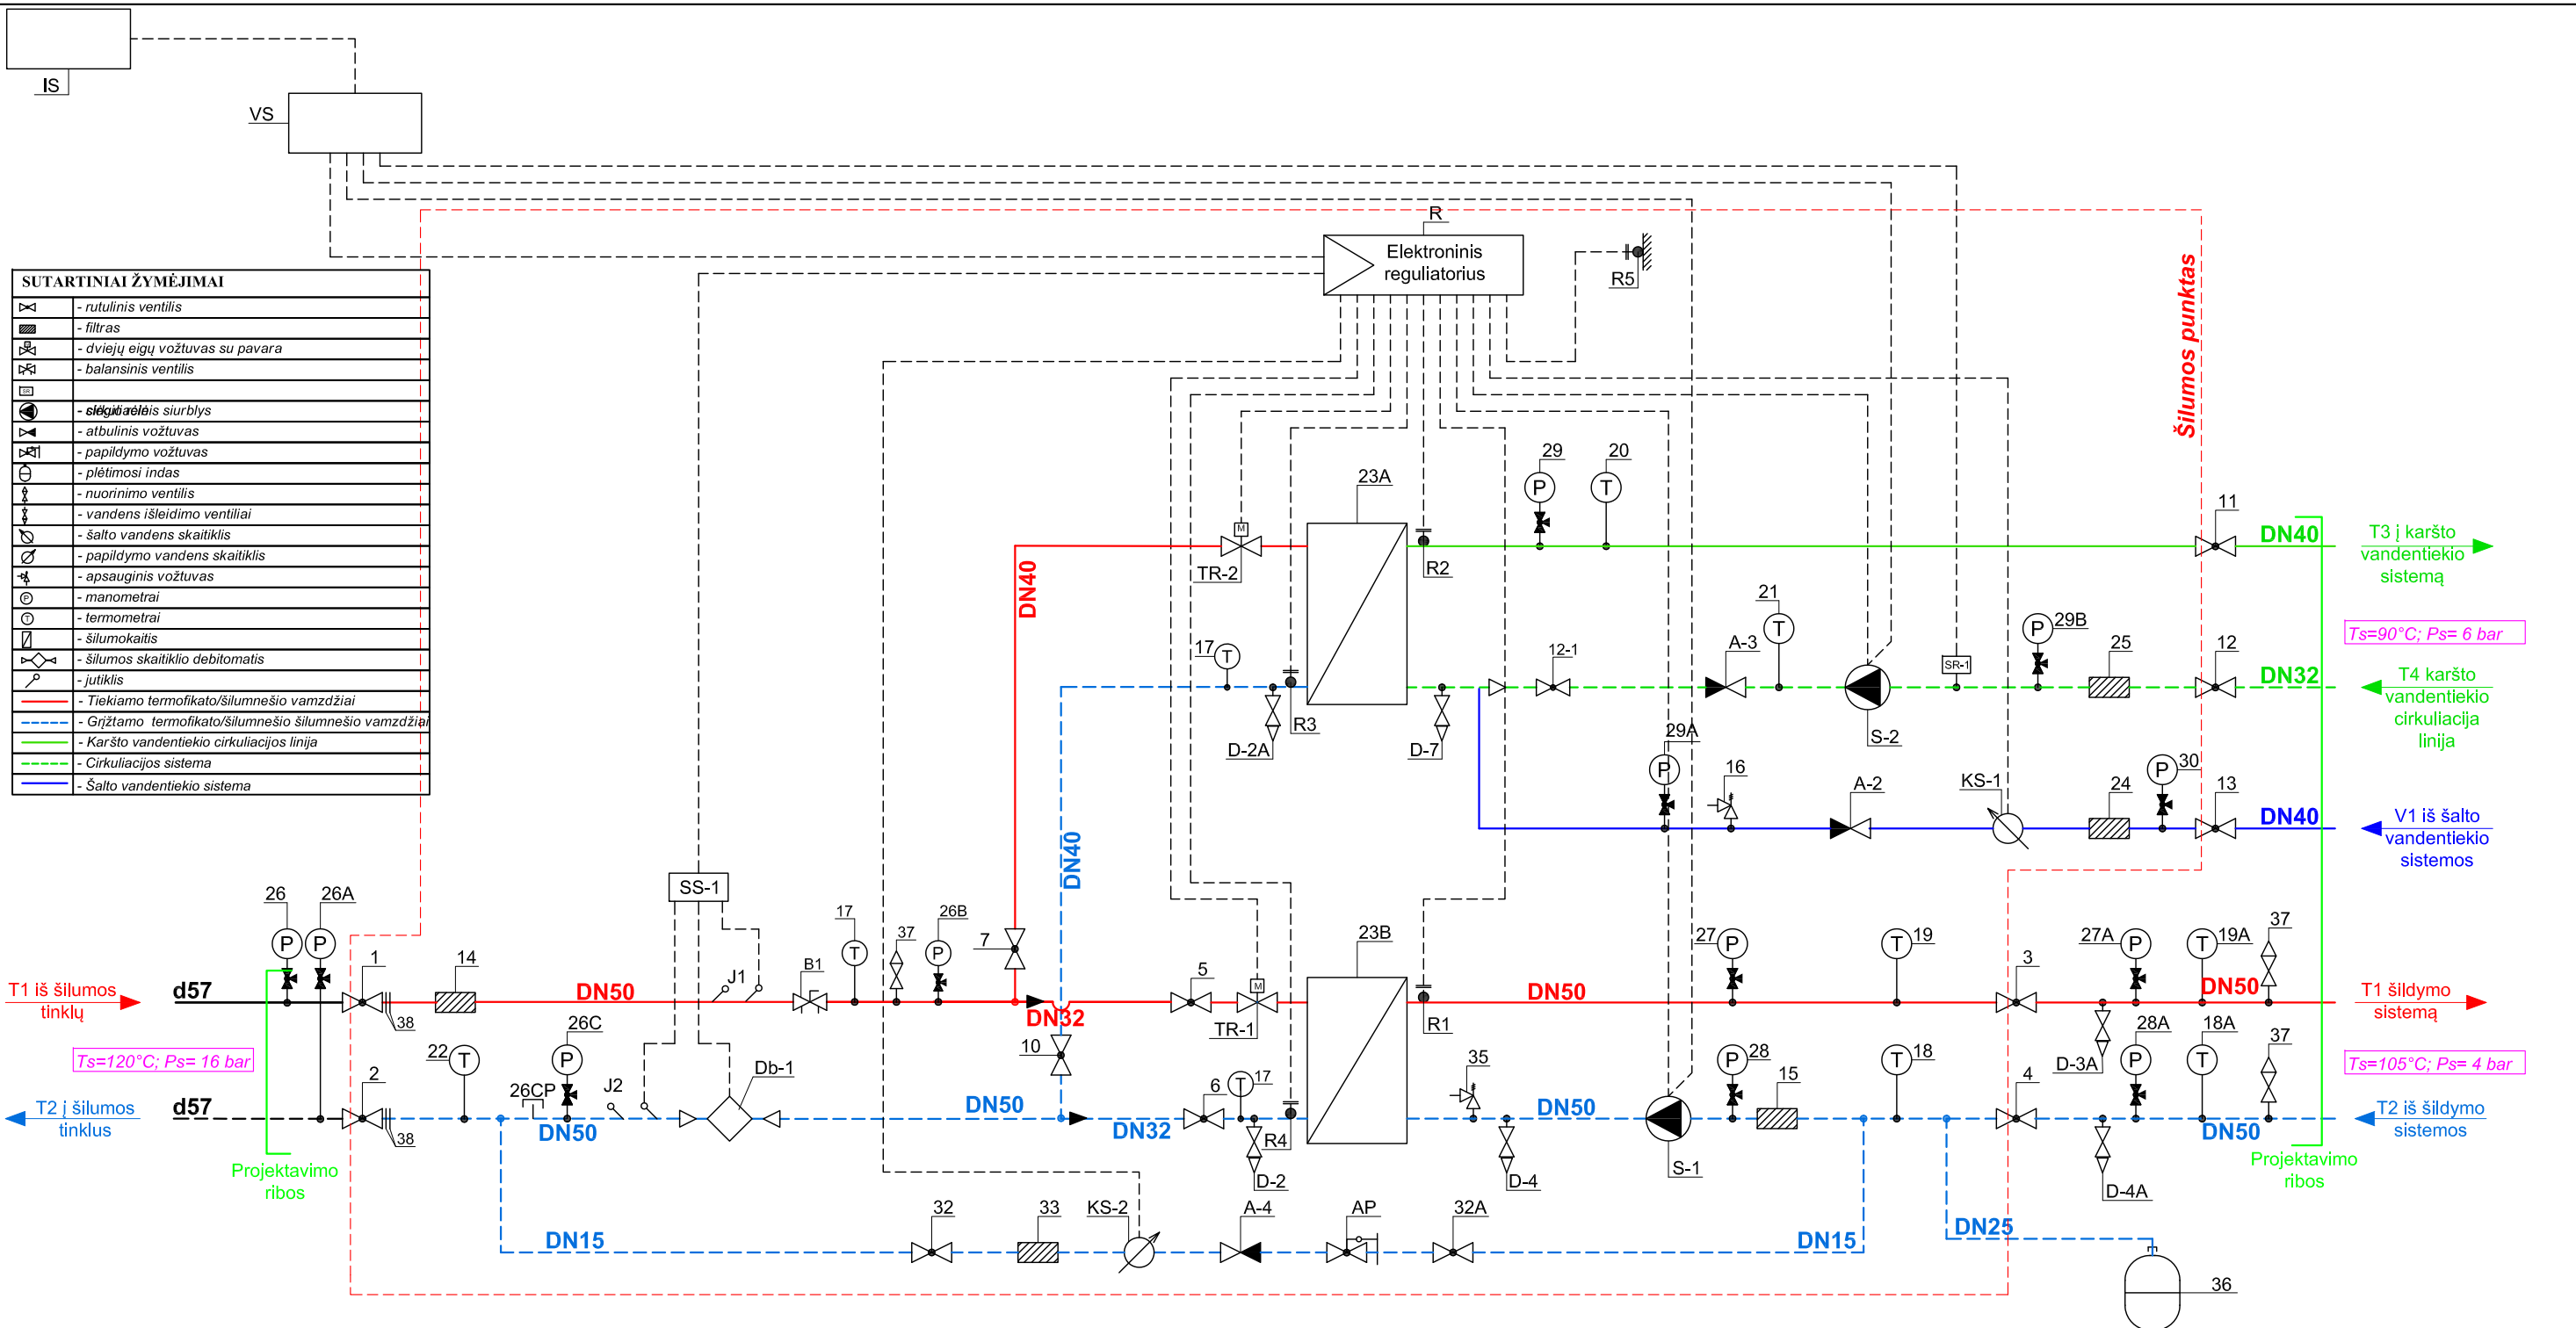 IS
VS
R
Elektroninis
reguliatorius
R5
Šilumos punktas
SUTARTINIAI ŽYMĖJIMAI
- rutulinis ventilis
- filtras
- dviejų eigų vožtuvas su pavara
- balansinis ventilis
SR
siurblys
- atbulinis vožtuvas
- papildymo vožtuvas
- plėtimosi indas
- nuorinimo ventilis
- vandens išleidimo ventiliai
- šalto vandens skaitiklis
- papildymo vandens skaitiklis
- apsauginis vožtuvas
P - manometrai
T - termometrai
- šilumokaitis
- šilumos skaitiklio debitomatis
- jutiklis
- Tiekiamo termofikato/šilumnešio vamzdžiai
- Grįžtamo termofikato/šilumnešio šilumnešio vamzdžiai
- Karšto vandentiekio cirkuliacijos linija
- Cirkuliacijos sistema
- Šalto vandentiekio sistema
23A
29
P
20
T
11
DN40
T3 į karšto
vandentiekio
sistemą
M
TR-2
R2
DN40
17
T
R3
D-2A
D-7
12-1
A-3
21
T
S-2
SR-1
P
29B
25
12
DN32
Ts=90°C; Ps= 6 bar
T4 karšto
vandentiekio
cirkuliacija
linija
29A
P
16
A-2
KS-1
24
P
30
13
DN40
V1 iš šalto
vandentiekio
sistemos
DN40
SS-1
26
P
26A
P
1
14
DN50
J1
B1
17
T
37
26B
P
7
DN32
5
M
TR-1
23B
R1
DN50
27
P
T
19
3
27A
P
T
19A
37
DN50
T1 iš šilumos
tinklų
d57
38
T1 šildymo
sistemą
Ts=120°C; Ps= 16 bar
22
T
26C
P
26CP
J2
Db-1
10
DN50
6
T
17
35
P
28
15
T
18
4
D-3A
28A
P
18A
T
37
Ts=105°C; Ps= 4 bar
T2 į šilumos
tinklus
d57
2
38
DN50
DN32
R4
D-2
D-4
DN50
S-1
D-4A
DN50
T2 iš šildymo
sistemos
Projektavimo
ribos
Projektavimo
ribos
DN15
32
33
KS-2
A-4
AP
32A
DN15
DN25
36